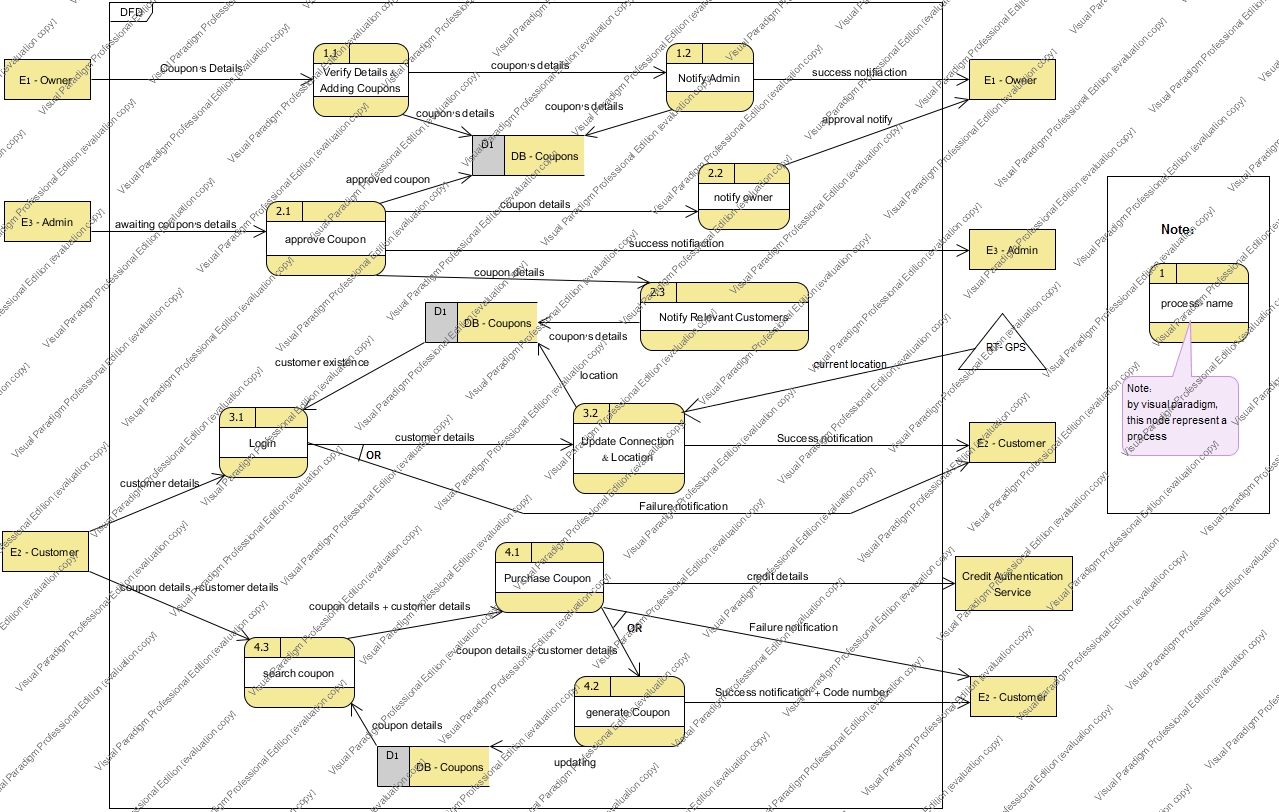 DFD
E1 - Owner
Coupon's Details
1.1
Verify Details &
Adding Coupons
coupon's details
1.2
Notify Admin
success notifiaction
E1 - Owner
coupon's details
coupon's details
D1
DB - Coupons
approval notify
approved coupon
2.2
notify owner
E3 - Admin
awaiting coupon's details
2.1
approve Coupon
coupon details
success notifiaction
E3 - Admin
coupon details
2.3
Notify Relevant Customers
D1
DB - Coupons
coupon's details
customer existence
location
current location
RT- GPS
3.1
Login
customer details
OR
3.2
Update Connection
& Location
Success notification
E2 - Customer
customer details
Failure notification
E2 - Customer
4.1
Purchase Coupon
credit details
Credit Authentication
Service
coupon details +customer details
coupon details + customer details
OR
Failure notification
4.3
search coupon
coupon details + customer details
4.2
generate Coupon
Success notification + Code number
E2 - Customer
coupon details
D1
DB - Coupons
updating
Note:
1
process- name
Note:
by visual paradigm,
this node represent a
process
Visual Paradigm Professional Edition [evaluation copy]